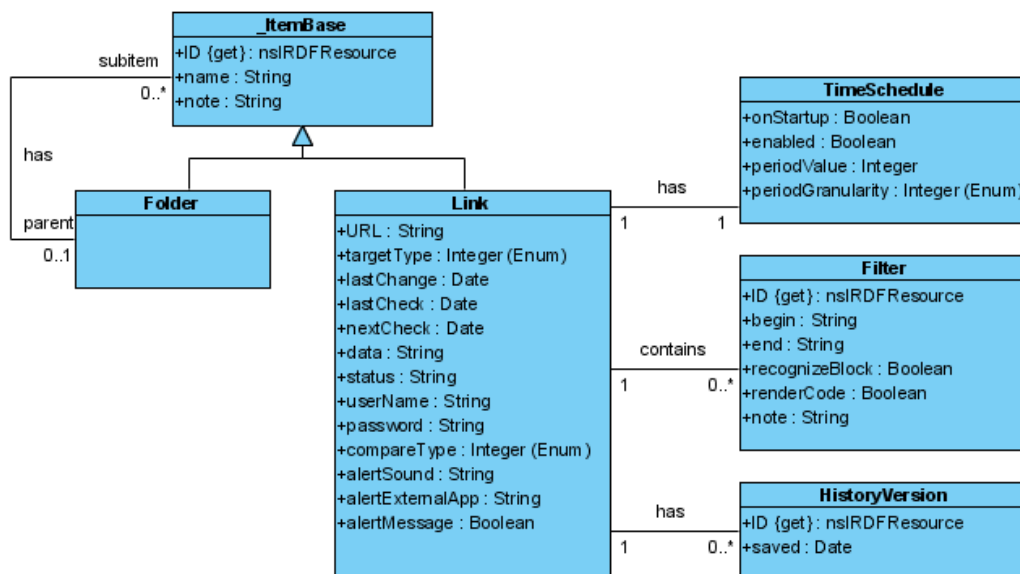 _ItemBase
+ID {get} : nsIRDFResource
+name : String
+note : String
subitem
0..*
has
parent
0..1
Folder
Link
+URL : String
+targetType : Integer (Enum)
+lastChange : Date
+lastCheck : Date
+nextCheck : Date
+data : String
+status : String
+userName : String
+password : String
+compareType : Integer (Enum)
+alertSound : String
+alertExternalApp : String
+alertMessage : Boolean
has
1 1
TimeSchedule
+onStartup : Boolean
+enabled : Boolean
+periodValue : Integer
+periodGranularity : Integer (Enum)
contains
1 0..*
Filter
+ID {get} : nsIRDFResource
+begin : String
+end : String
+recognizeBlock : Boolean
+renderCode : Boolean
+note : String
has
1 0..*
HistoryVersion
+ID {get} : nsIRDFResource
+saved : Date